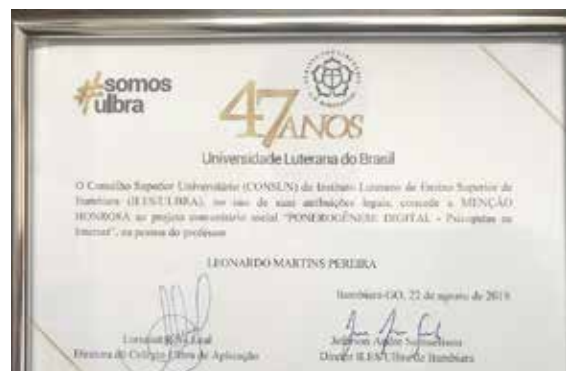 #somos
ulbra
47 ANOS
Universidade Luterana do Brasil
O Conselho Superior Universitário (CONSUN) do Instituto Luterano de Ensino Superior de
Itumbiara (ILES/ULBRA), no uso de suas atribuições legais, concede a MENÇÃO
HONROSA ao projeto comunitário social "PONEROGÊNESE DIGITAL - Psicopatas na
Internet", na pessoa do professor
LEONARDO MARTINS PEREIRA
Itumbiara-GO, 22 de agosto de 2019
Diretora do Colégio Ulbra de Aplicação
Diretor ILES/Ulbra de Itumbiara